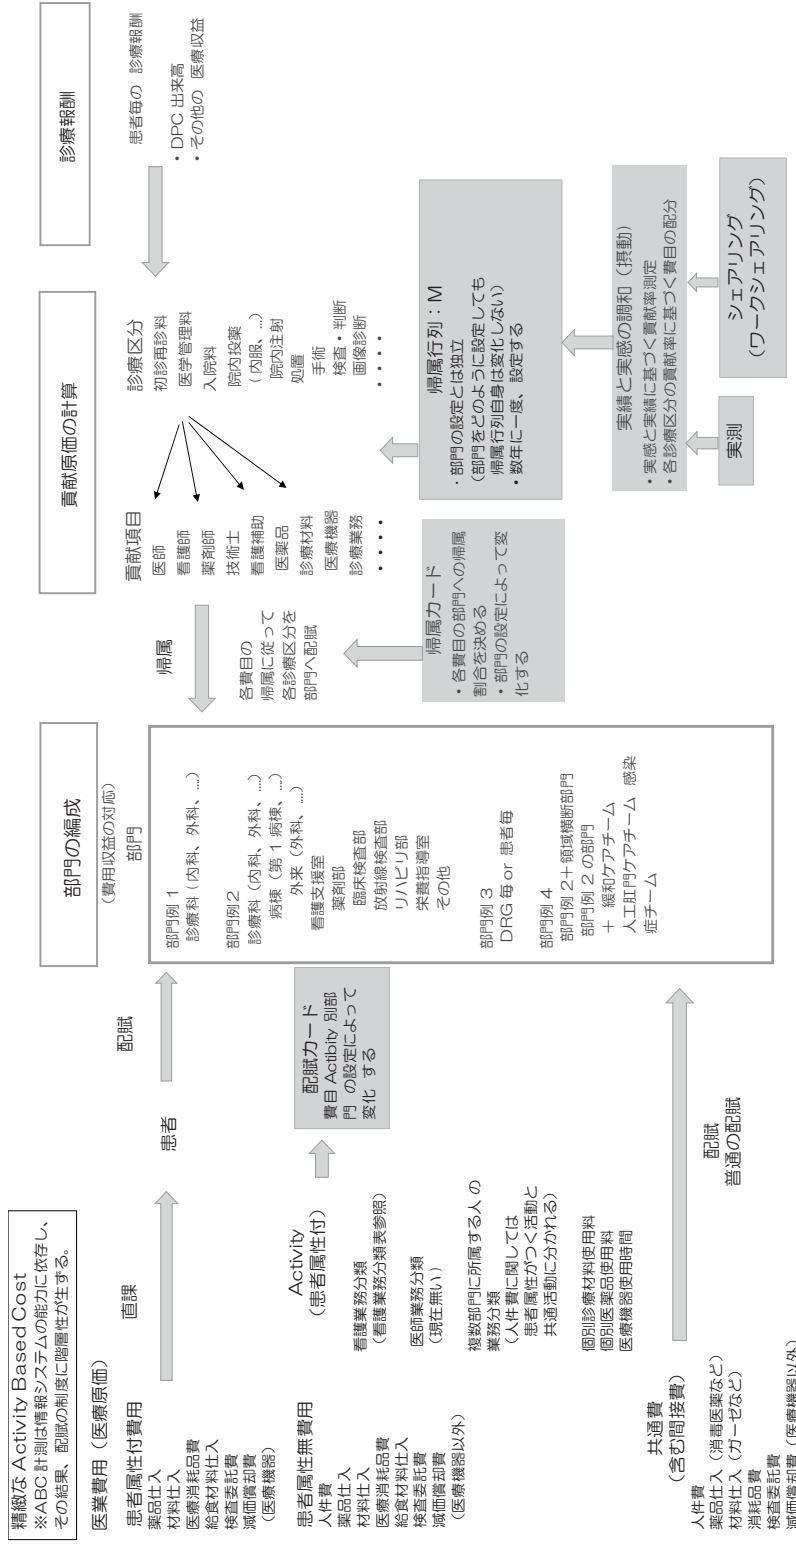 精緻な Activity Based Cost
※ABC 計測は情報システムの能力に依存し、
その結果、配賦の制度に階層性が生ずる。
医業費用（医療原価）
患者属性付費用
薬品仕入
材料仕入
医療消耗品費
給食材料仕入
検査委託費
減価償却費
（医療機器）
直課
患者
配賦
患者属性無費用
人件費
薬品仕入
材料仕入
医療消耗品費
給食材料仕入
検査委託費
減価償却費
（医療機器以外）
Activity
（患者属性付）
看護業務分類
（看護業務分類表参照）
医師業務分類
（現在無い）
複数部門に所属する人 の
業務分類
（人件費に関しては
患者属性がつく活動と
共通活動に分かれる）
個別診療材料使用料
個別医薬品使用料
医療機器使用時間
配賦カード
費目 Actibity 別部
門 の設定によって
変化 する
共通費
（含む間接費）
人件費
薬品仕入（消毒医薬など）
材料仕入（ガーゼなど）
消耗品費
検査委託費
減価償却費（医療機器以外）
配賦
普通の配賦
部門の編成
（費用収益の対応）
部門
部門例 1
診療科（内科、外科、...）
部門例2
診療科（内科、外科、...）
病棟（第 1 病棟、...）
外来（外科、...）
看護支援室
薬剤部
臨床検査部
放射線検査部
リハビリ部
栄養指導室
その他
部門例 3
DRG 毎 or 患者毎
部門例 4
部門例 2＋領域横断部門
部門例 2 の部門
＋ 緩和ケアチーム
人工肛門ケアチーム 感染
症チーム
帰属
各費目の
帰属に従って
各診療区分を
部門へ配賦
帰属カード
・各費目の部門への帰属
割合を決める
・部門の設定によって変
化する
貢献原価の計算
貢献項目
医師
看護師
薬剤師
技術士
看護補助
医薬品
診療材料
医療機器
診療業務
・・・・
診療区分
初診再診料
医学管理料
入院料
院内投薬
（内服、...）
院内注射
処置
手術
検査・判断
画像診断
・・・・
帰属行列：M
・部門の設定とは独立
（部門をどのように設定しても
帰属行列自身は変化しない）
・数年に一度、設定する
実績と実感の調和（摂動）
・実感と実績に基づく貢献率測定
・各診療区分の貢献率に基づく費目の配分
実測
シェアリング
（ワークシェアリング）
診療報酬
患者毎の 診療報酬
・DPC 出来高
・その他の 医療収益